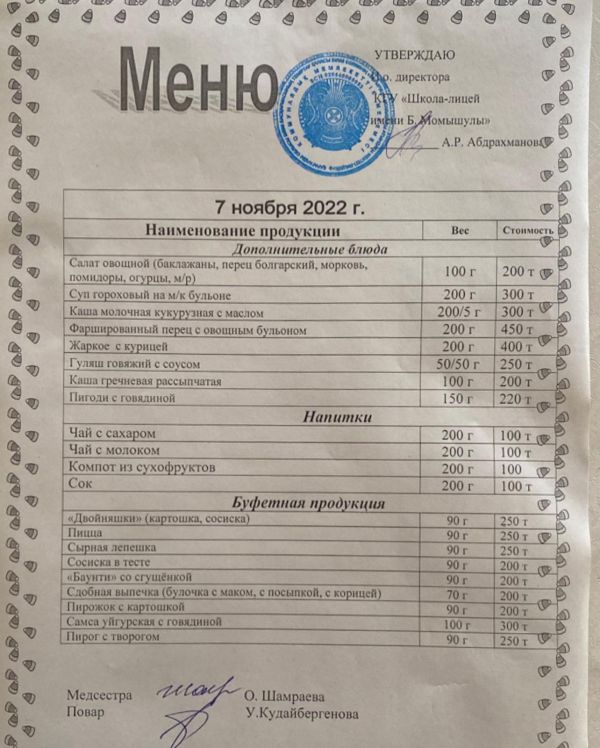 Меню
УТВЕРЖДАЮ
И.о. директора
КГУ «Школа-лицей
имени Б. Момышулы»
А.Р. Абдрахманова
7 ноября 2022 г.
Наименование продукции Вес Стоимость
Дополнительные блюда
Салат овощной (баклажаны, перец болгарский, морковь,
помидоры, огурцы, м/р) 100 г 200 т
Суп гороховый на м/к бульоне 200 г 300 т
Каша молочная кукурузная с маслом 200/5 г 300 т
Фаршированный перец с овощным бульоном 200 г 450 т
Жаркое с курицей 200 г 400 т
Гуляш говяжий с соусом 50/50 г 250 т
Каша гречневая рассыпчатая 100 г 200 т
Пигоди с говядиной 150 г 220 т
Напитки
Чай с сахаром 200 г 100 т
Чай с молоком 200 г 100 т
Компот из сухофруктов 200 г 100
Сок 200 г 100 т
Буфетная продукция
«Двойняшки» (картошка, сосиска) 90 г 250 т
Пицца 90 г 250 т
Сырная лепешка 90 г 250 т
Сосиска в тесте 90 г 200 т
«Баунти» со сгущёнкой 90 г 200 т
Сдобная выпечка (булочка с маком, с посыпкой, с корицей) 70 г 200 т
Пирожок с картошкой 90 г 200 т
Самса уйгурская с говядиной 100 г 300 т
Пирог с творогом 90 г 250 т
Медсестра О. Шамраева
Повар У.Кудайбергенова